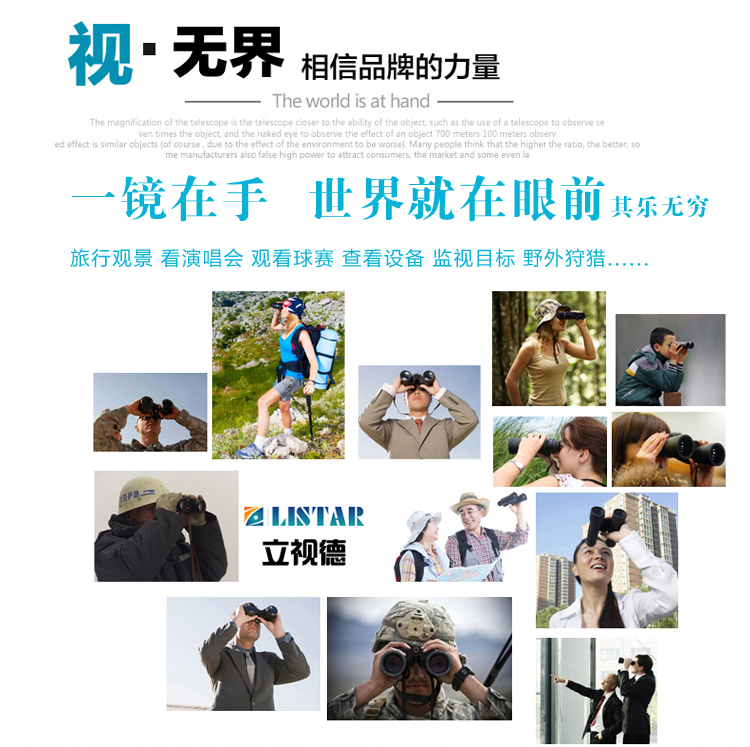 视·无界 相信品牌的力量
The world is at hand
The magnification of the telescope is the telescope closer to the ability of the object, such as the use of a telescope to observe se
ven times the object, and the naked eye to observe the effect of an object 700 meters 100 meters observ
ed effect is similar objects (of course , due to the effect of the environment to be worse). Many people think that the higher the ratio, the better, so
me manufacturers also false high power to attract consumers, the market and some even la
一镜在手 世界就在眼前其乐无穷
旅行观景 看演唱会 观看球赛 查看设备 监视目标 野外狩猎......
LISTAR
立视德